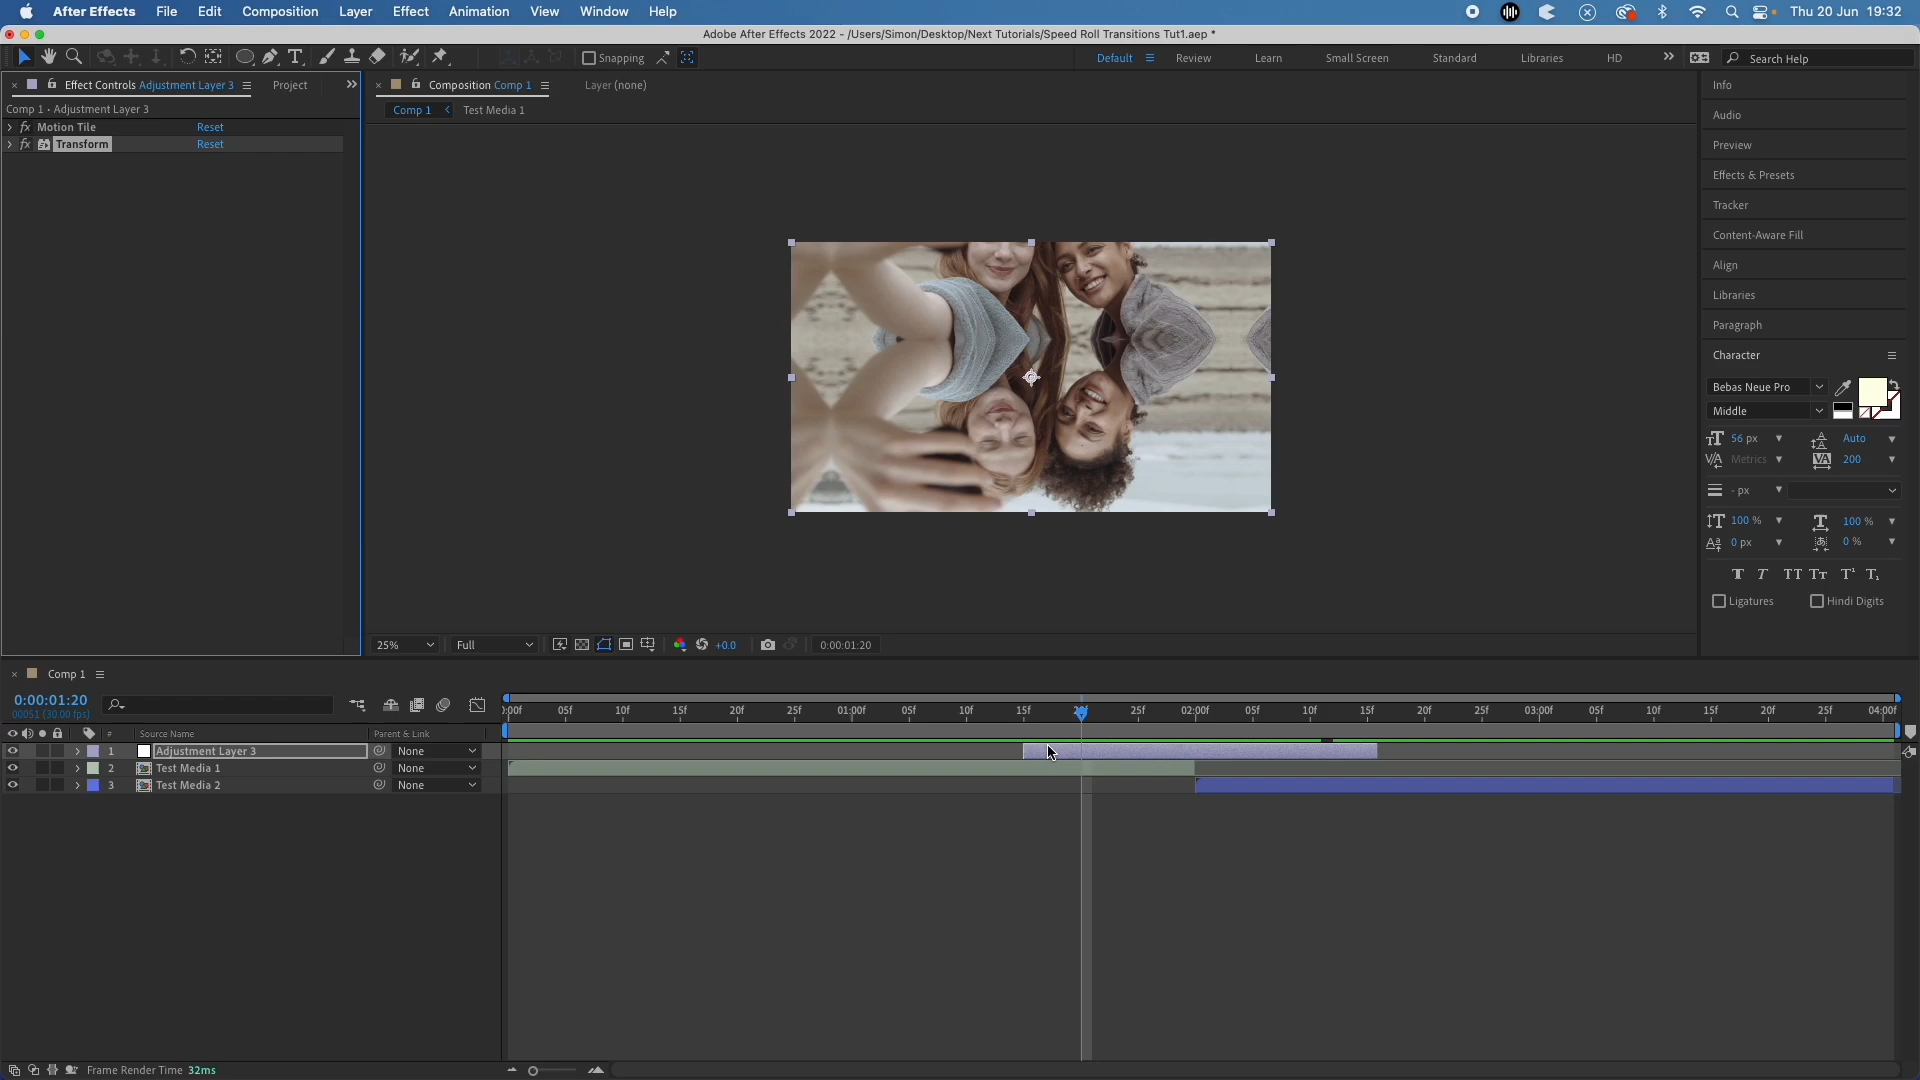 After Effects File Edit Composition Layer Effect Animation View Window Help Thu 20 Jun 19:32
Adobe After Effects 2022 - /Users/Simon/Desktop/Next Tutorials/Speed Roll Transitions Tut1.aep *
Snapping Default Review Learn Small Screen Standard Libraries HD Search Help
Effect Controls Adjustment Layer 3 Project
Comp 1 • Adjustment Layer 3
fx Motion Tile Reset
fx Transform Reset
Composition Comp 1 Layer (none)
Comp 1 Test Media 1
25% Full +0.0 0:00:01:20
Info
Audio
Preview
Effects & Presets
Tracker
Content-Aware Fill
Align
Libraries
Paragraph
Character
Bebas Neue Pro
Middle
56 px Auto
Metrics 200
- px
100 % 100 %
0 px 0 %
Ligatures Hindi Digits
Comp 1
0:00:01:20
00051 (30.00 fps)
:00f 05f 10f 15f 20f 25f 01:00f 05f 10f 15f 25f 02:00f 05f 10f 15f 20f 25f 03:00f 05f 10f 15f 20f 25f 04:00f
# Source Name Parent & Link
1 Adjustment Layer 3 None
2 Test Media 1 None
3 Test Media 2 None
Frame Render Time 32ms